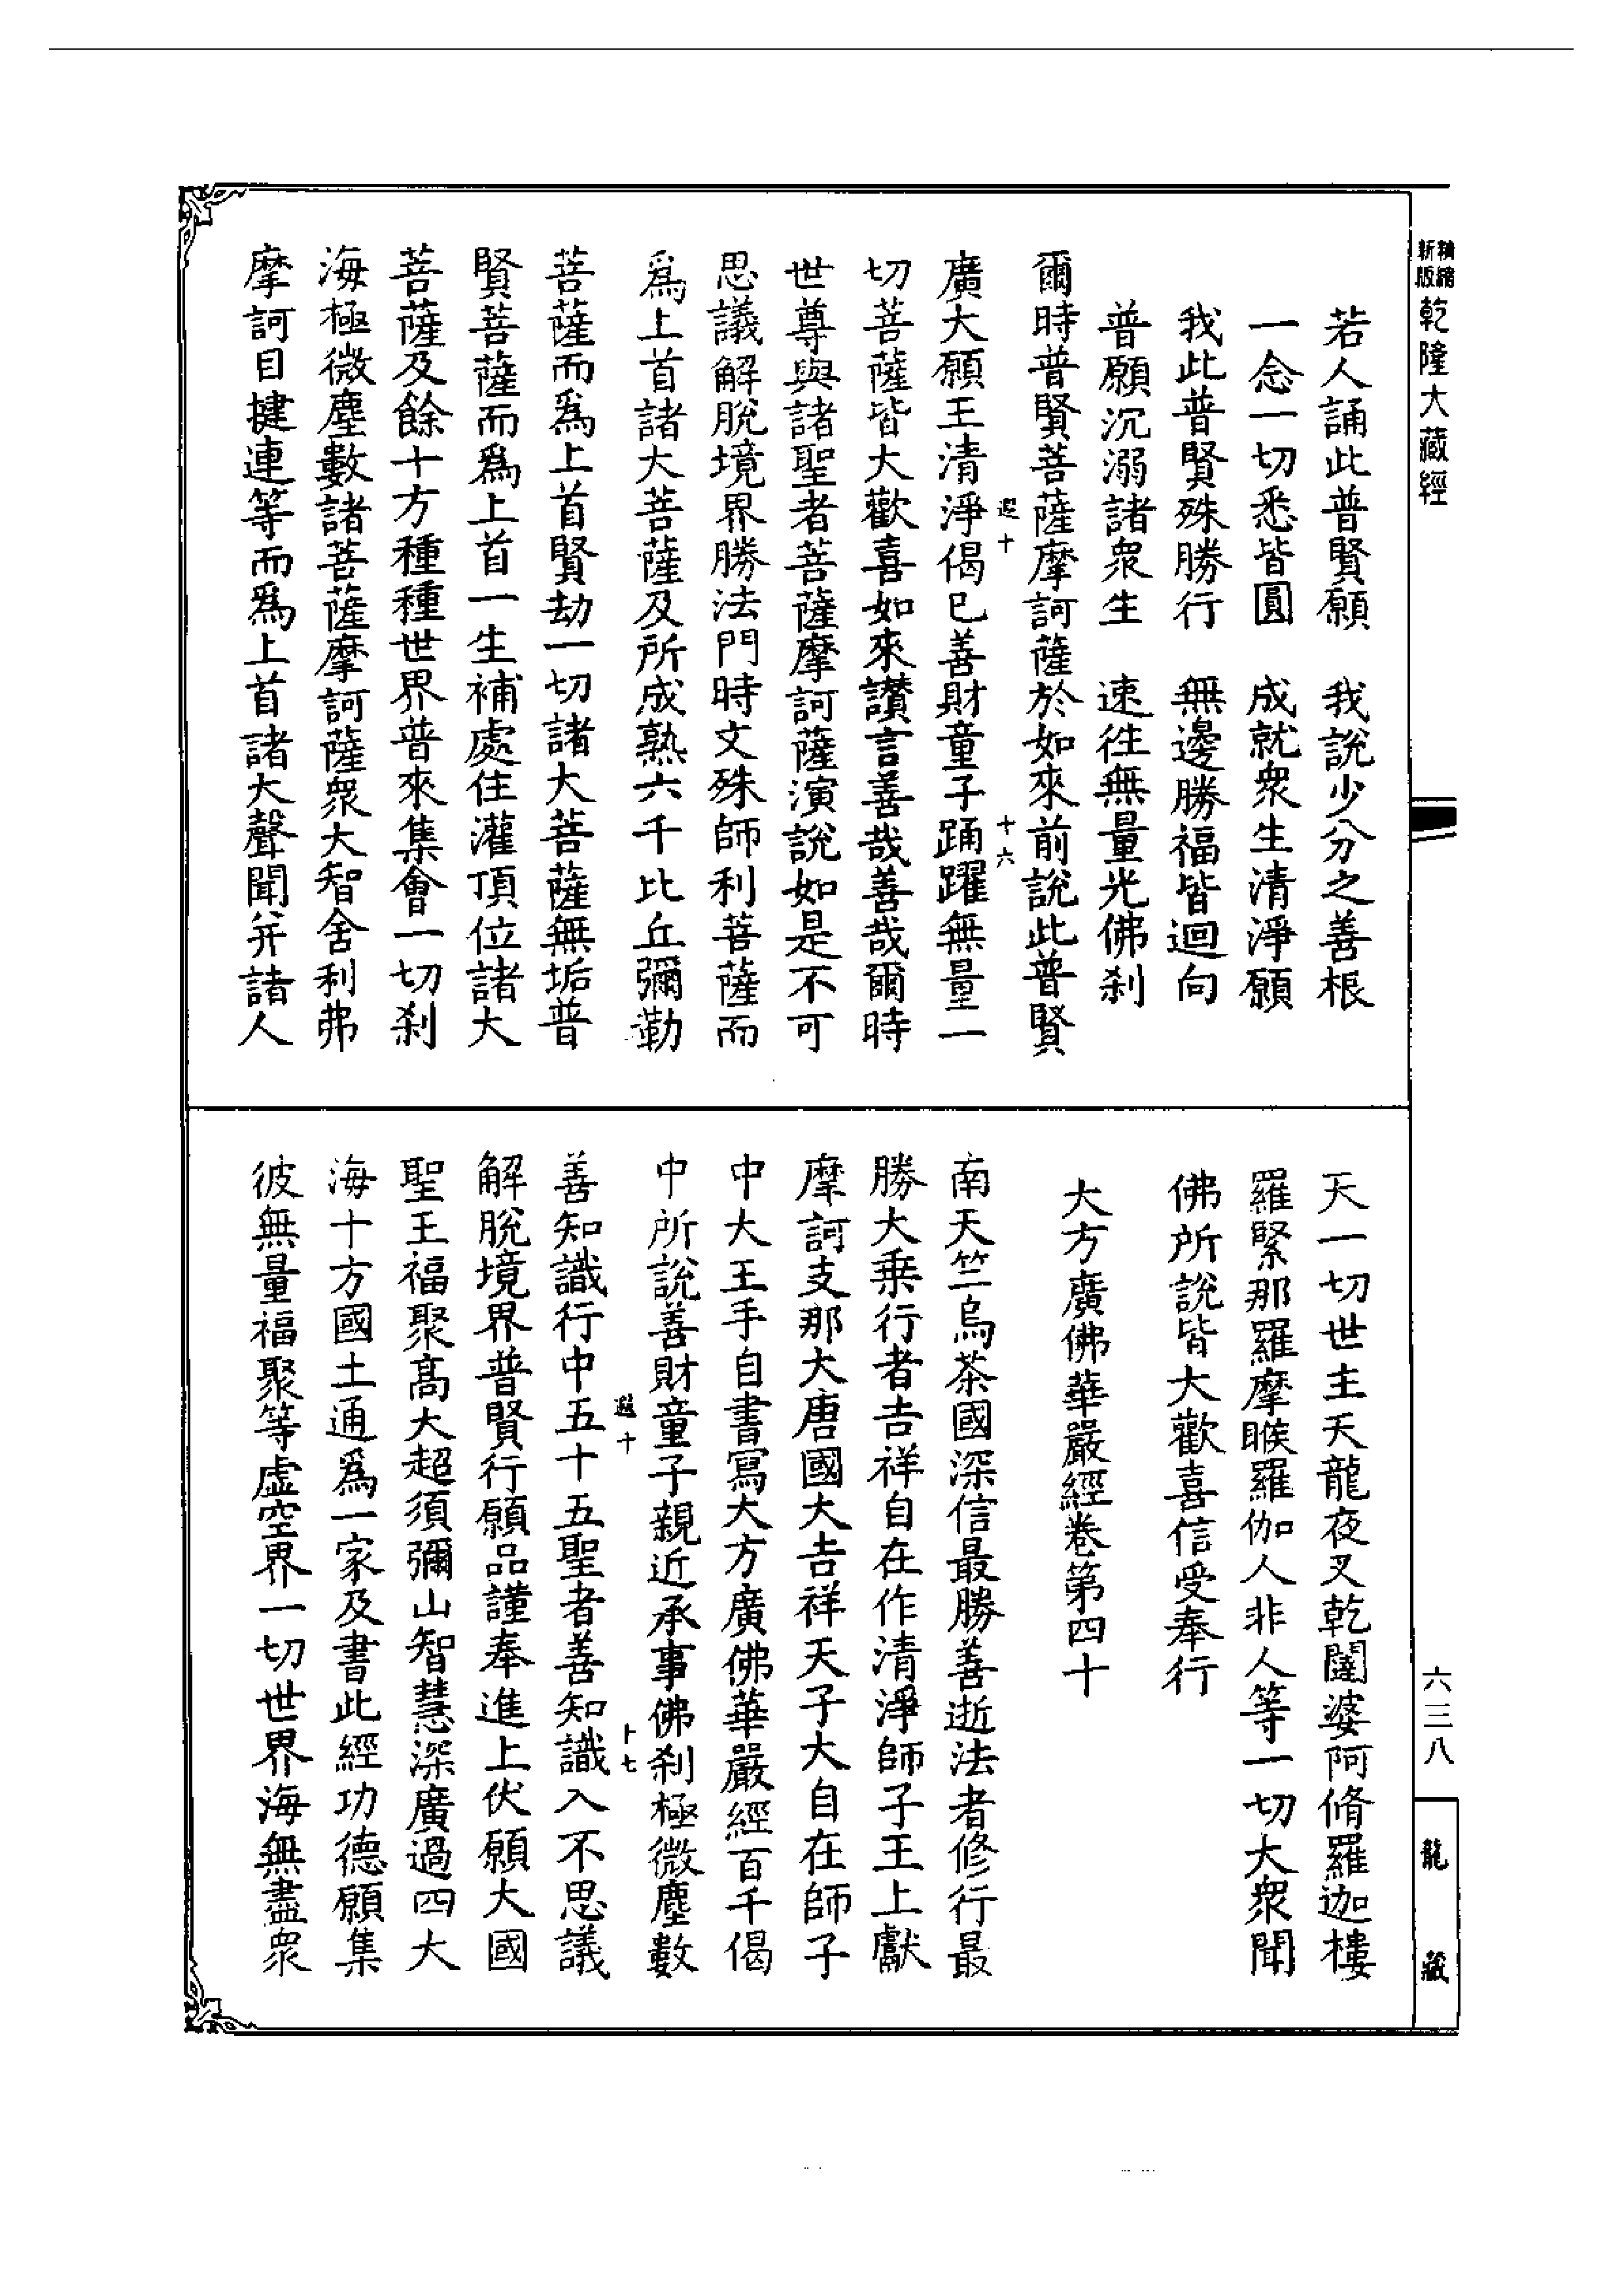 精縮新版乾隆大藏經
若人誦此普賢願　我說少分之善根
一念一切悉皆圓　成就衆生清淨願
我此普賢殊勝行　無邊勝福皆迴向
普願沉溺諸衆生　速往無量光佛刹
爾時普賢菩薩摩訶薩於如來前說此普賢
遐十　十六
廣大願王清淨偈已善財童子踊躍無量一
切菩薩皆大歡喜如來讚言善哉善哉爾時
世尊與諸聖者菩薩摩訶薩演說如是不可
思議解脫境界勝法門時文殊師利菩薩而
爲上首諸大菩薩及所成熟六千比丘彌勒
菩薩而爲上首賢劫一切諸大菩薩無垢普
賢菩薩而爲上首一生補處住灌頂位諸大
菩薩及餘十方種種世界普來集會一切刹
海極微塵數諸菩薩摩訶薩衆大智舍利弗
摩訶目揵連等而爲上首諸大聲聞并諸人
天一切世主天龍夜叉乾闥婆阿脩羅迦樓
羅緊那羅摩睺羅伽人非人等一切大衆聞
佛所說皆大歡喜信受奉行
大方廣佛華嚴經卷第四十
南天竺烏荼國深信最勝善逝法者修行最
勝大乗行者吉祥自在作清淨師子王上獻
摩訶支那大唐國大吉祥天子大自在師子
中大王手自書寫大方廣佛華嚴經百千偈
中所說善財童子親近承事佛刹極微塵數
遐十　十七
善知識行中五十五聖者善知識入不思議
解脫境界普賢行願品謹奉進上伏願大國
聖王福聚髙大超須彌山智慧深廣過四大
海十方國土通爲一家及書此經功德願集
彼無量福聚等虛空界一切世界海無盡衆
六三八
龍藏